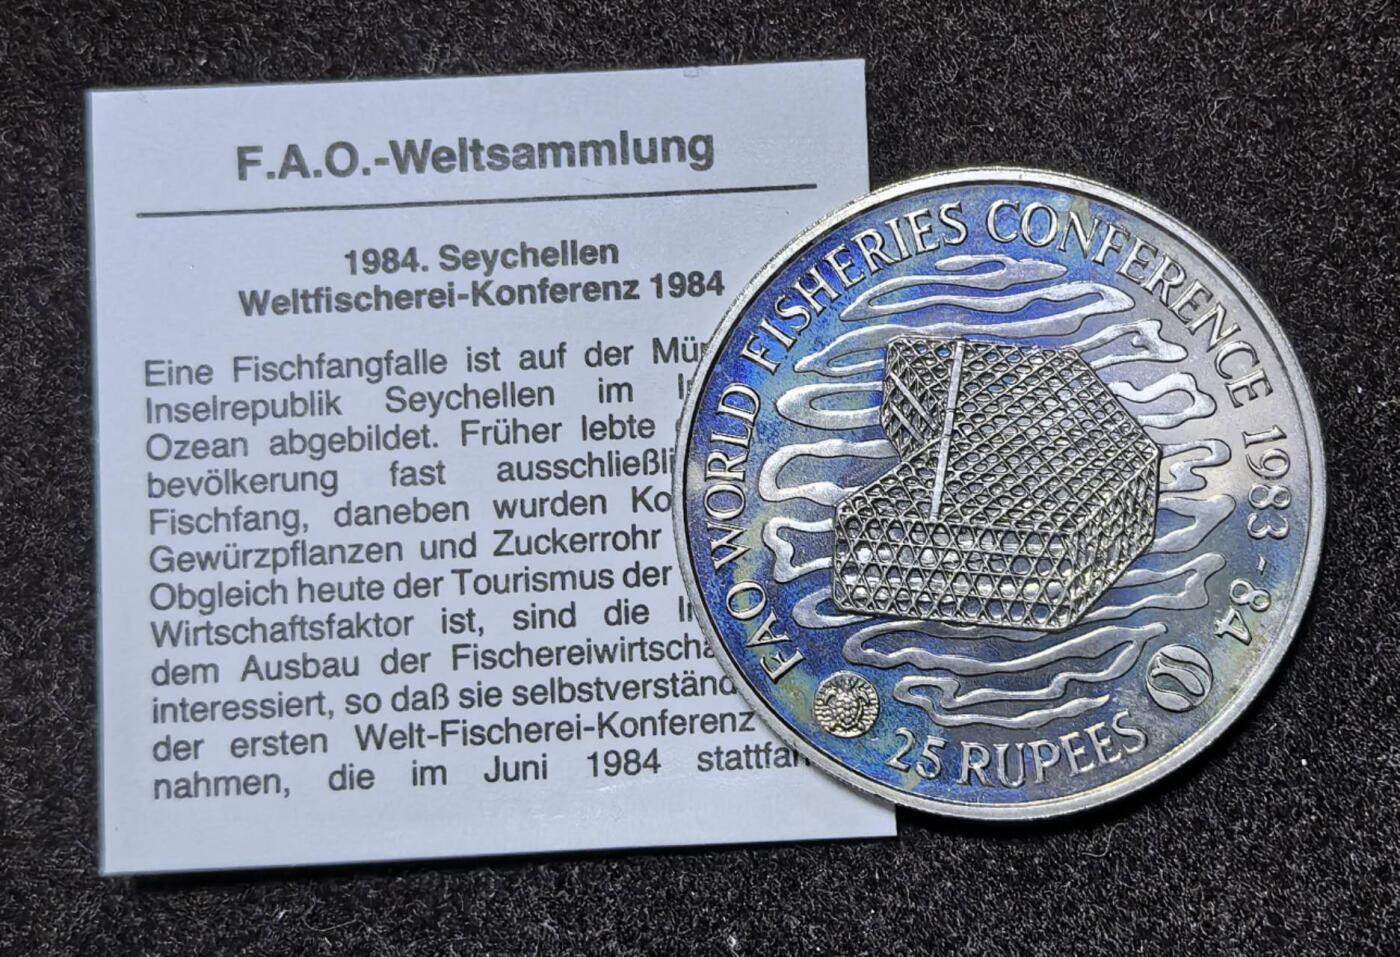 F.A.O.-Weltsammlung
1984. Seychellen
Weltfischerei-Konferenz 1984
Eine Fischfangfalle ist auf der
Inselrepublik Seychellen im
Ozean abgebildet. Früher lebte
bevölkerung fast
Fischfang, daneben wurden
Gewürzpflanzen und Zuckerrohr
Obgleich heute der Tourismus der
Wirtschaftsfaktor ist, sind die
dem Ausbau der
interessiert, so daß sie
der ersten Welt-Fischerei-Konferenz
nahmen, die im Juni 1984
FAO WORLD FISHERIES CONFERENCE 1983-84
25 RUPEES